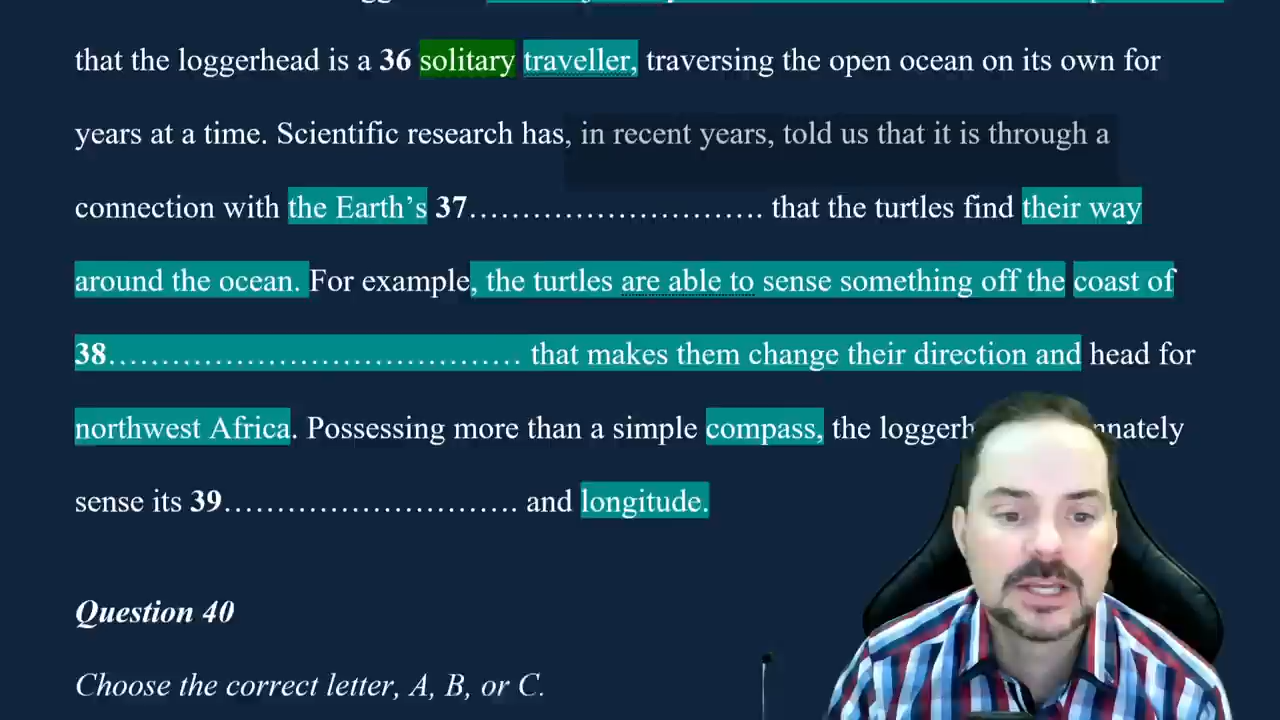 that the loggerhead is a 36 solitary traveller, traversing the open ocean on its own for
years at a time. Scientific research has, in recent years, told us that it is through a
connection with the Earth's 37............................. that the turtles find their way
around the ocean. For example, the turtles are able to sense something off the coast of
38......................................... that makes them change their direction and head for
northwest Africa. Possessing more than a simple compass, the
sense its 39............................. and longitude.
Question 40
Choose the correct letter, A, B, or C.